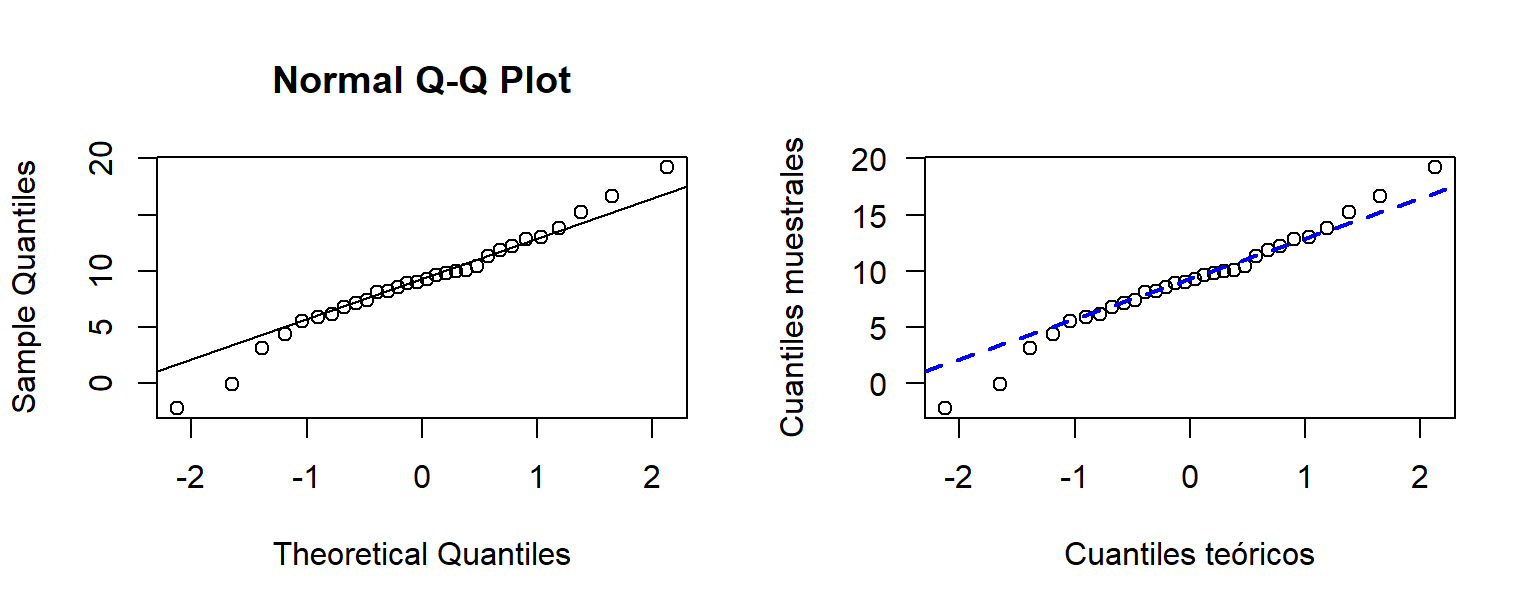 Normal Q-Q Plot
Sample Quantiles
20
10
5
0
-2 -1 0 1 2
Theoretical Quantiles
Cuantiles muestrales
20
15
10
5
0
-2 -1 0 1 2
Cuantiles teóricos